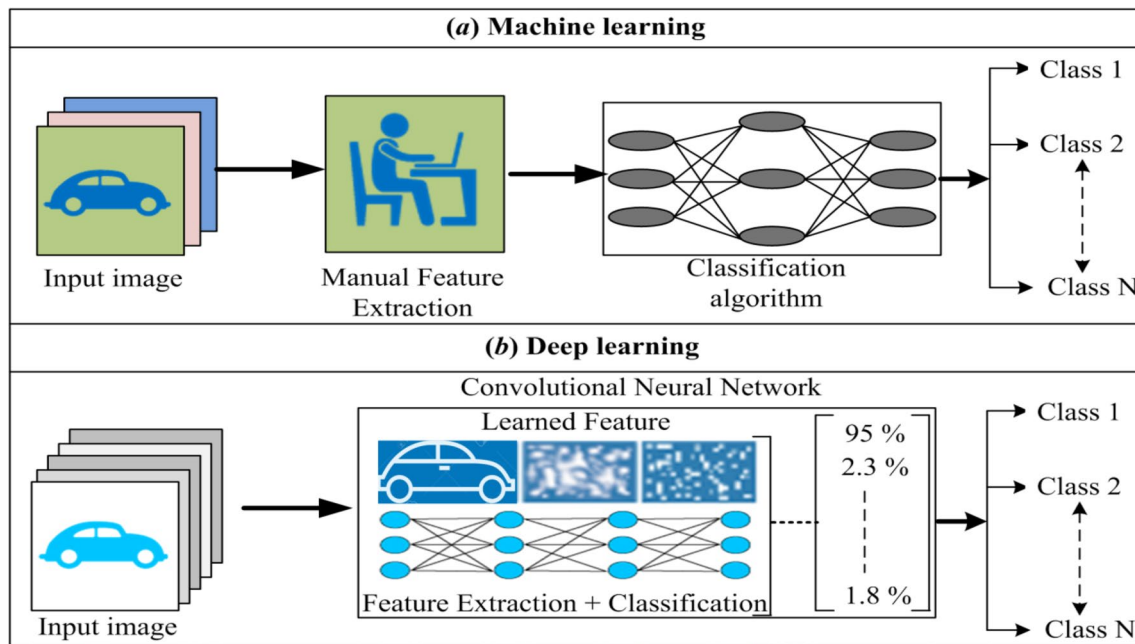 (a) Machine learning
Class 1
Class 2
Class N
Input image
Manual Feature
Extraction
Classification
algorithm
(b) Deep learning
Convolutional Neural Network
Learned Feature
95 %
2.3 %
1.8 %
Feature Extraction + Classification
Class 1
Class 2
Class N
Input image